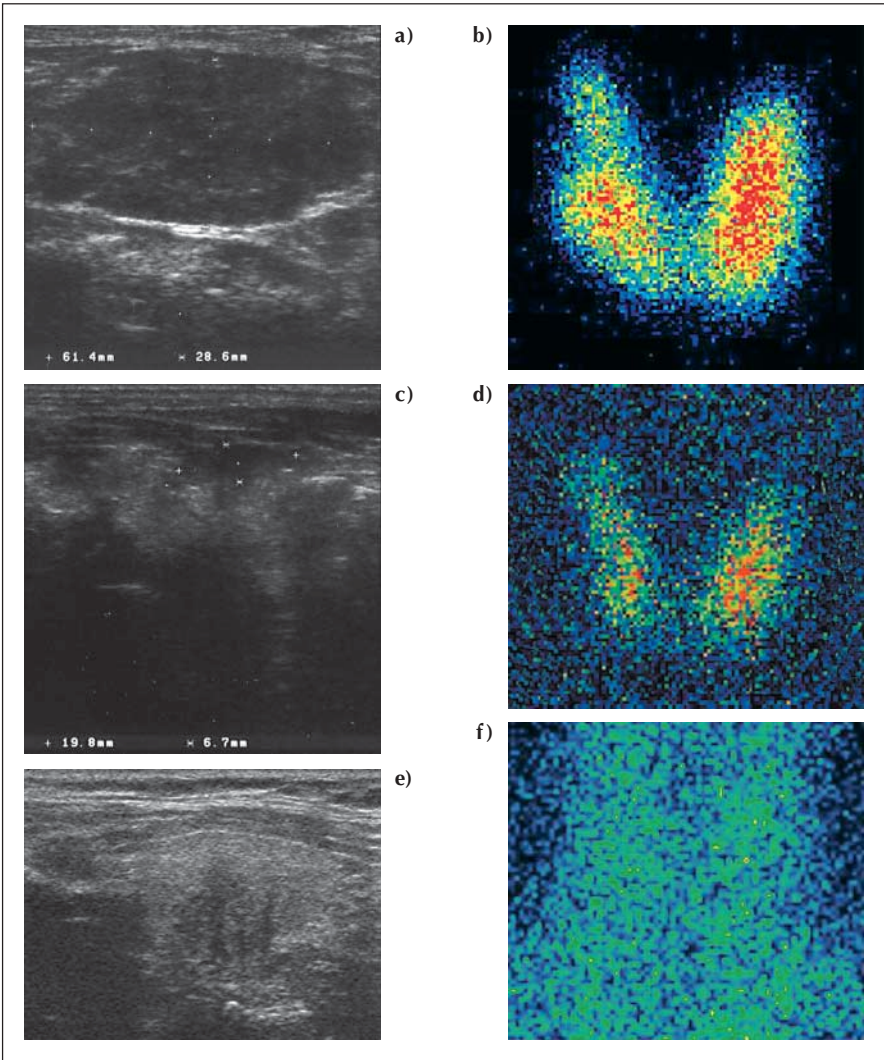 a)
b)
+ 61.4mm × 28.6mm
c)
d)
+ 19.8mm × 6.7mm
f)
e)